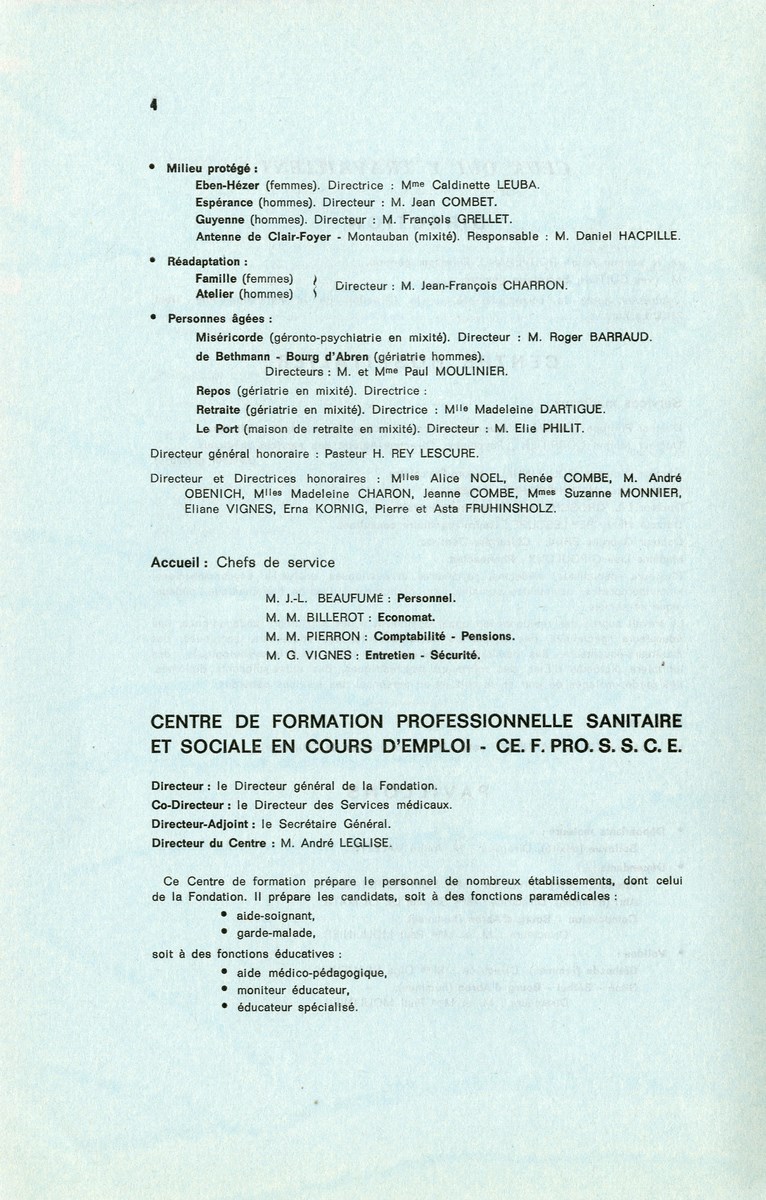 4
• Milieu protégé :
Eben-Hézer (femmes). Directrice : Mme Caldinette LEUBA.
Espérance (hommes). Directeur : M. Jean COMBET.
Guyenne (hommes). Directeur : M. François GRELLET.
Antenne de Clair-Foyer - Montauban (mixité). Responsable : M. Daniel HACPILLE.
• Réadaptation :
Famille (femmes)
Atelier (hommes)
Directeur : M. Jean-François CHARRON.
• Personnes âgées :
Miséricorde (géronto-psychiatrie en mixité). Directeur : M. Roger BARRAUD.
de Bethmann - Bourg d'Abren (gériatrie hommes).
Directeurs : M. et Mme Paul MOULINIER.
Repos (gériatrie en mixité). Directrice :
Retraite (gériatrie en mixité). Directrice : Mlle Madeleine DARTIGUE.
Le Port (maison de retraite en mixité). Directeur : M. Elie PHILIT.
Directeur général honoraire : Pasteur H. REY LESCURE.
Directeur et Directrices honoraires : Mlles Alice NOEL, Renée COMBE, M. André
OBENICH, Mlles Madeleine CHARON, Jeanne COMBE, Mmes Suzanne MONNIER,
Eliane VIGNES, Erna KORNIG, Pierre et Asta FRUHINSHOLZ.
Accueil : Chefs de service
M. J.-L. BEAUFUMÉ : Personnel.
M. M. BILLEROT : Economat.
M. M. PIERRON : Comptabilité - Pensions.
M. G. VIGNES : Entretien - Sécurité.
CENTRE DE FORMATION PROFESSIONNELLE SANITAIRE
ET SOCIALE EN COURS D'EMPLOI - CE. F. PRO. S. S. C. E.
Directeur : le Directeur général de la Fondation.
Co-Directeur : le Directeur des Services médicaux.
Directeur-Adjoint : le Secrétaire Général.
Directeur du Centre : M. André LEGLISE.
Ce Centre de formation prépare le personnel de nombreux établissements, dont celui
de la Fondation. Il prépare les candidats, soit à des fonctions paramédicales :
• aide-soignant,
• garde-malade,
soit à des fonctions éducatives :
• aide médico-pédagogique,
• moniteur éducateur,
• éducateur spécialisé.